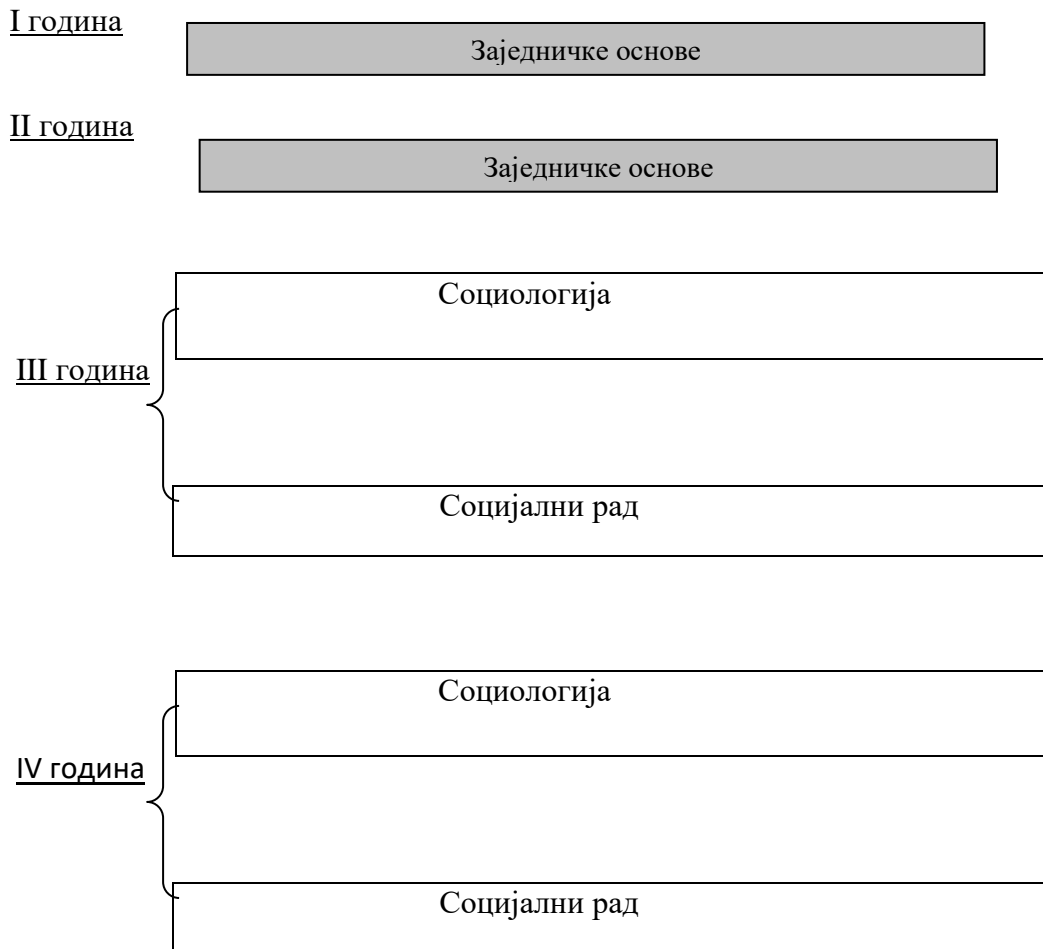 I година
Заједничке основе
II година
Заједничке основе
Социологија
III година
Социјални рад
Социологија
IV година
Социјални рад